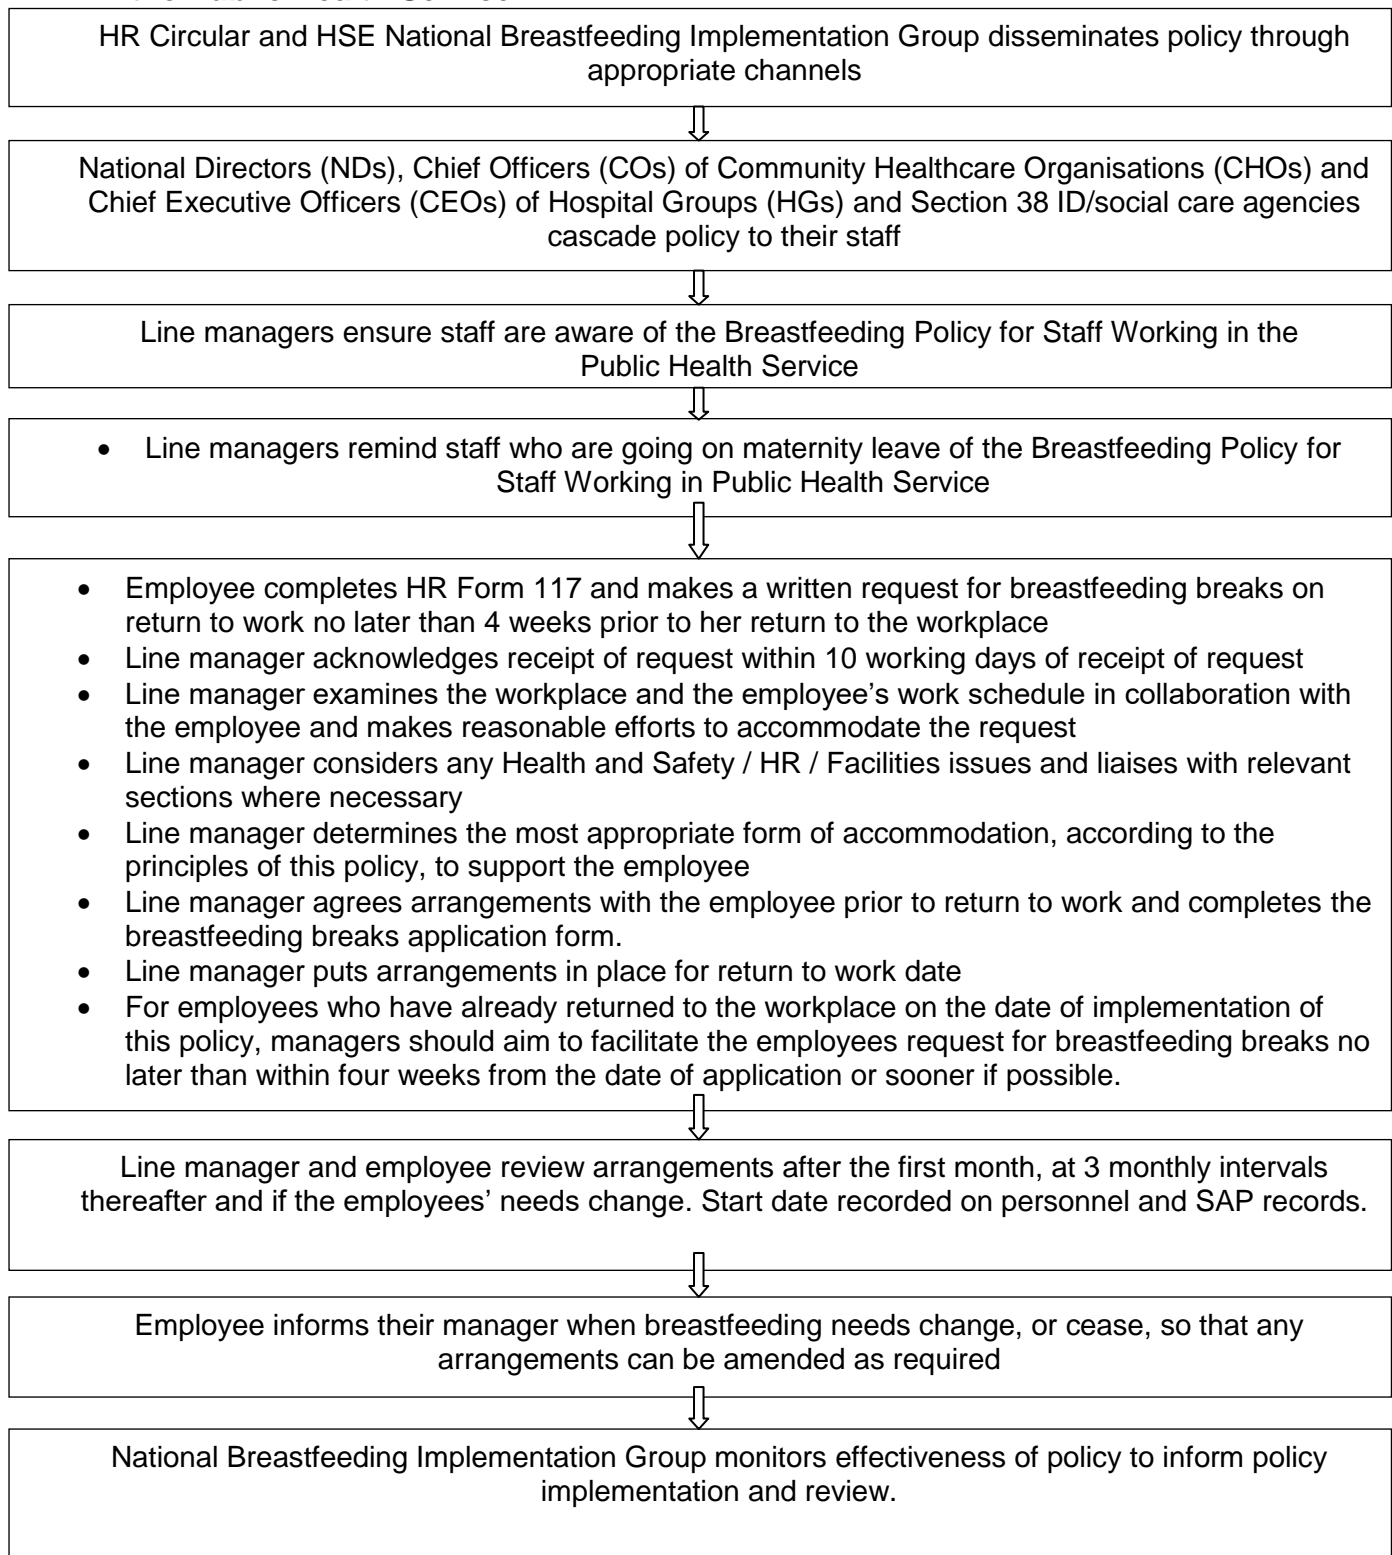 HR Circular and HSE National Breastfeeding Implementation Group disseminates policy through
appropriate channels
National Directors (NDs), Chief Officers (COs) of Community Healthcare Organisations (CHOs) and
Chief Executive Officers (CEOs) of Hospital Groups (HGs) and Section 38 ID/social care agencies
cascade policy to their staff
Line managers ensure staff are aware of the Breastfeeding Policy for Staff Working in the
Public Health Service
• Line managers remind staff who are going on maternity leave of the Breastfeeding Policy for
Staff Working in Public Health Service
• Employee completes HR Form 117 and makes a written request for breastfeeding breaks on
return to work no later than 4 weeks prior to her return to the workplace
• Line manager acknowledges receipt of request within 10 working days of receipt of request
• Line manager examines the workplace and the employee's work schedule in collaboration with
the employee and makes reasonable efforts to accommodate the request
• Line manager considers any Health and Safety / HR / Facilities issues and liaises with relevant
sections where necessary
• Line manager determines the most appropriate form of accommodation, according to the
principles of this policy, to support the employee
• Line manager agrees arrangements with the employee prior to return to work and completes the
breastfeeding breaks application form.
• Line manager puts arrangements in place for return to work date
• For employees who have already returned to the workplace on the date of implementation of
this policy, managers should aim to facilitate the employees request for breastfeeding breaks no
later than within four weeks from the date of application or sooner if possible.
Line manager and employee review arrangements after the first month, at 3 monthly intervals
thereafter and if the employees' needs change. Start date recorded on personnel and SAP records.
Employee informs their manager when breastfeeding needs change, or cease, so that any
arrangements can be amended as required
National Breastfeeding Implementation Group monitors effectiveness of policy to inform policy
implementation and review.